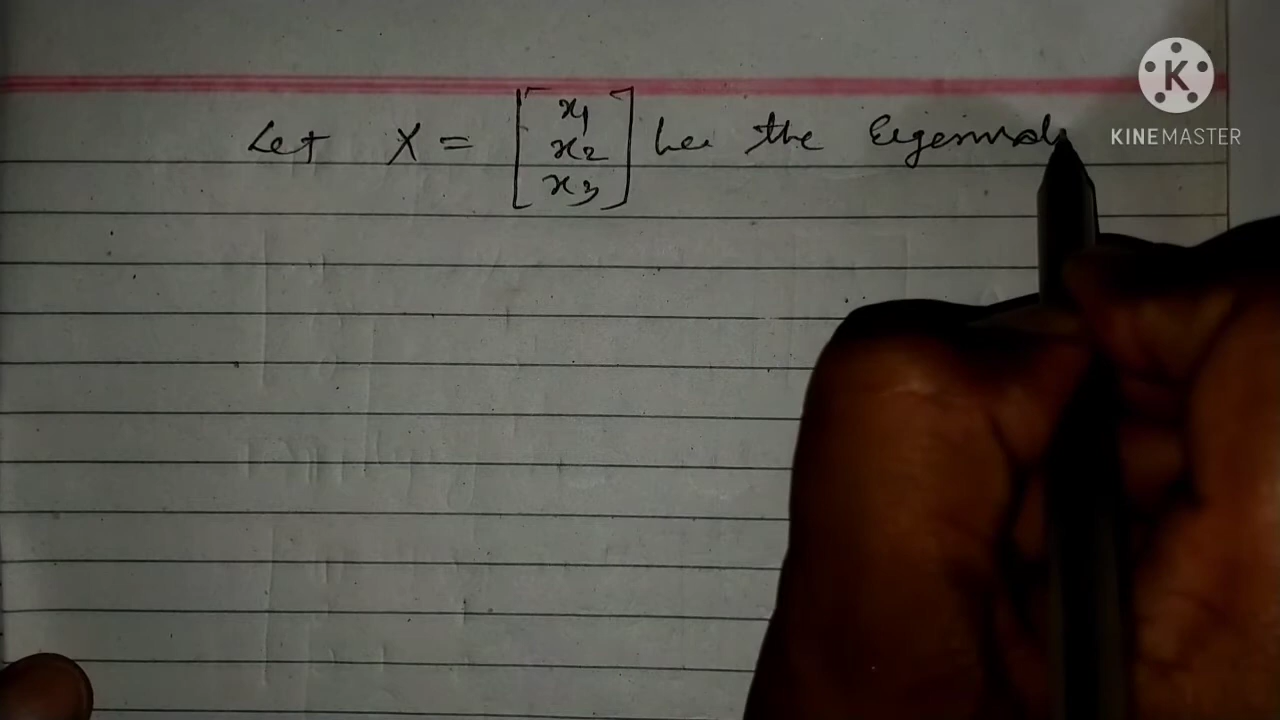 Let X = [x1 x2 x3] be the
K
KINEMASTER